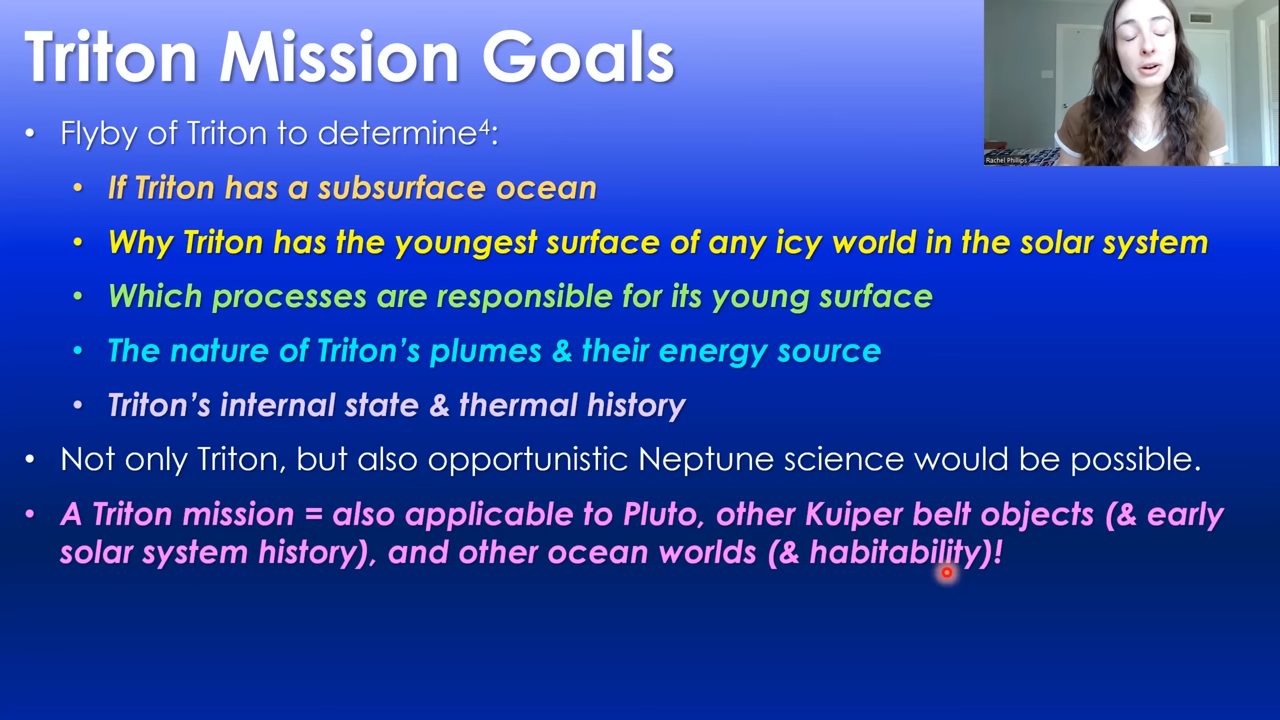 Triton Mission Goals
• Flyby of Triton to determine⁴:
• If Triton has a subsurface ocean
• Why Triton has the youngest surface of any icy world in the solar system
• Which processes are responsible for its young surface
• The nature of Triton's plumes & their energy source
• Triton's internal state & thermal history
• Not only Triton, but also opportunistic Neptune science would be possible.
• A Triton mission = also applicable to Pluto, other Kuiper belt objects (& early
solar system history), and other ocean worlds (& habitability)!
Rachel Phillips